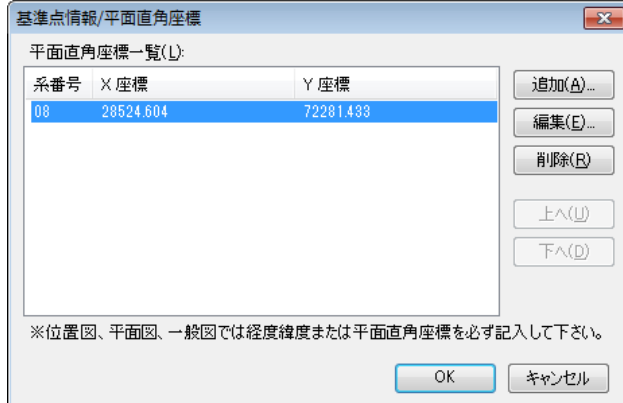 基準点情報/平面直角座標
平面直角座標一覧(L):
系番号 X 座標 Y 座標
08 28524.604 72281.433
追加(A)...
編集(E)...
削除(R)
上へ(U)
下へ(D)
※位置図、平面図、一般図では経度緯度または平面直角座標を必ず記入して下さい。
OK キャンセル